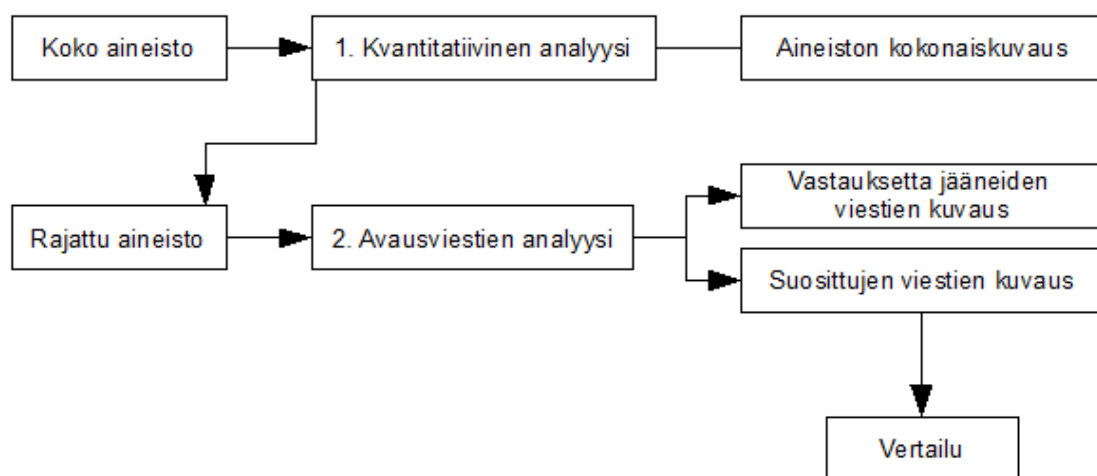 Koko aineisto
1. Kvantitatiivinen analyysi
Aineiston kokonaiskuvaus
Rajattu aineisto
2. Avausviestien analyysi
Vastauksetta jääneiden
viestien kuvaus
Suosittujen viestien kuvaus
Vertailu